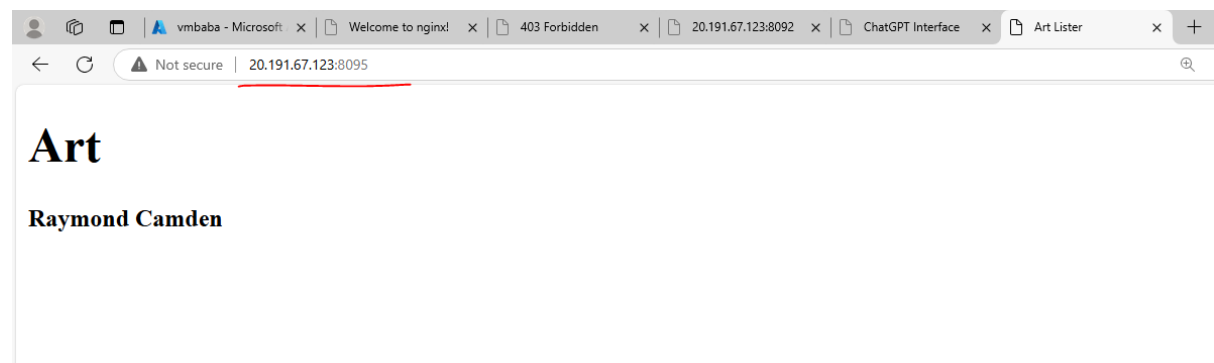 vmbaba - Microsoft
Welcome to nginx!
403 Forbidden
20.191.67.123:8092
ChatGPT Interface
Art Lister
Not secure
20.191.67.123:8095
Art
Raymond Camden